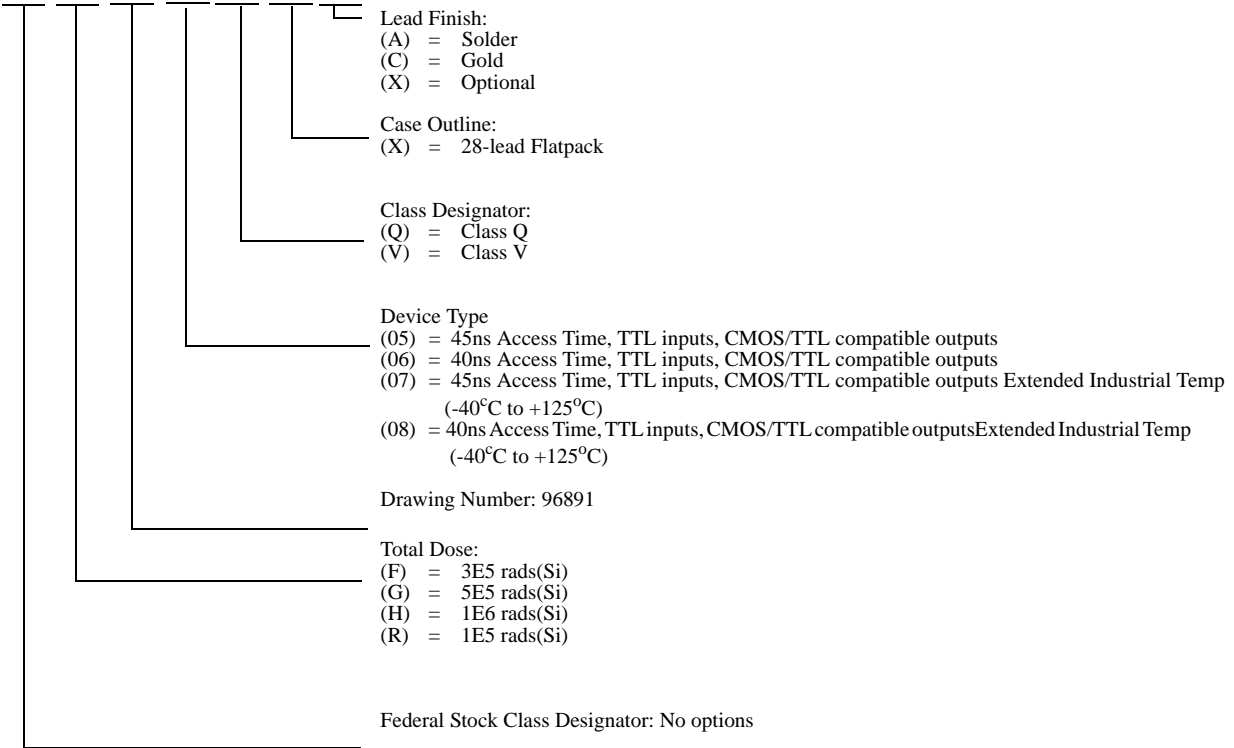 Lead Finish:
(A) = Solder
(C) = Gold
(X) = Optional
Case Outline:
(X) = 28-lead Flatpack
Class Designator:
(Q) = Class Q
(V) = Class V
Device Type
(05) = 45ns Access Time, TTL inputs, CMOS/TTL compatible outputs
(06) = 40ns Access Time, TTL inputs, CMOS/TTL compatible outputs
(07) = 45ns Access Time, TTL inputs, CMOS/TTL compatible outputs Extended Industrial Temp
(-40ᶜC to +125ᴼC)
(08) = 40ns Access Time, TTL inputs, CMOS/TTL compatible outputsExtended Industrial Temp
(-40ᶜC to +125ᴼC)
Drawing Number: 96891
Total Dose:
(F) = 3E5 rads(Si)
(G) = 5E5 rads(Si)
(H) = 1E6 rads(Si)
(R) = 1E5 rads(Si)
Federal Stock Class Designator: No options